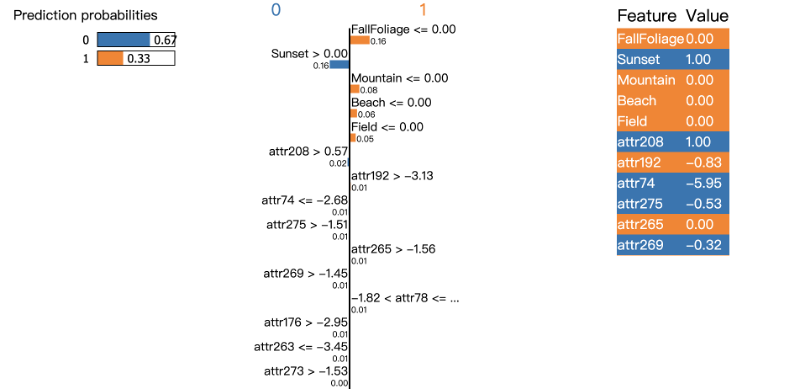 Prediction probabilities
0 0.67
1 0.33
0 1
FallFoliage <= 0.00
0.16
Sunset > 0.00
0.16
Mountain <= 0.00
0.08
Beach <= 0.00
0.06
Field <= 0.00
0.05
attr208 > 0.57
0.02
attr192 > −3.13
0.01
attr74 <= −2.68
0.01
attr275 > −1.51
0.01
attr265 > −1.56
0.01
attr269 > −1.45
0.01
−1.82 < attr78 <= ...
0.01
attr176 > −2.95
0.01
attr263 <= −3.45
0.01
attr273 > −1.53
0.00
Feature Value
FallFoliage 0.00
Sunset 1.00
Mountain 0.00
Beach 0.00
Field 0.00
attr208 1.00
attr192 −0.83
attr74 −5.95
attr275 −0.53
attr265 0.00
attr269 −0.32